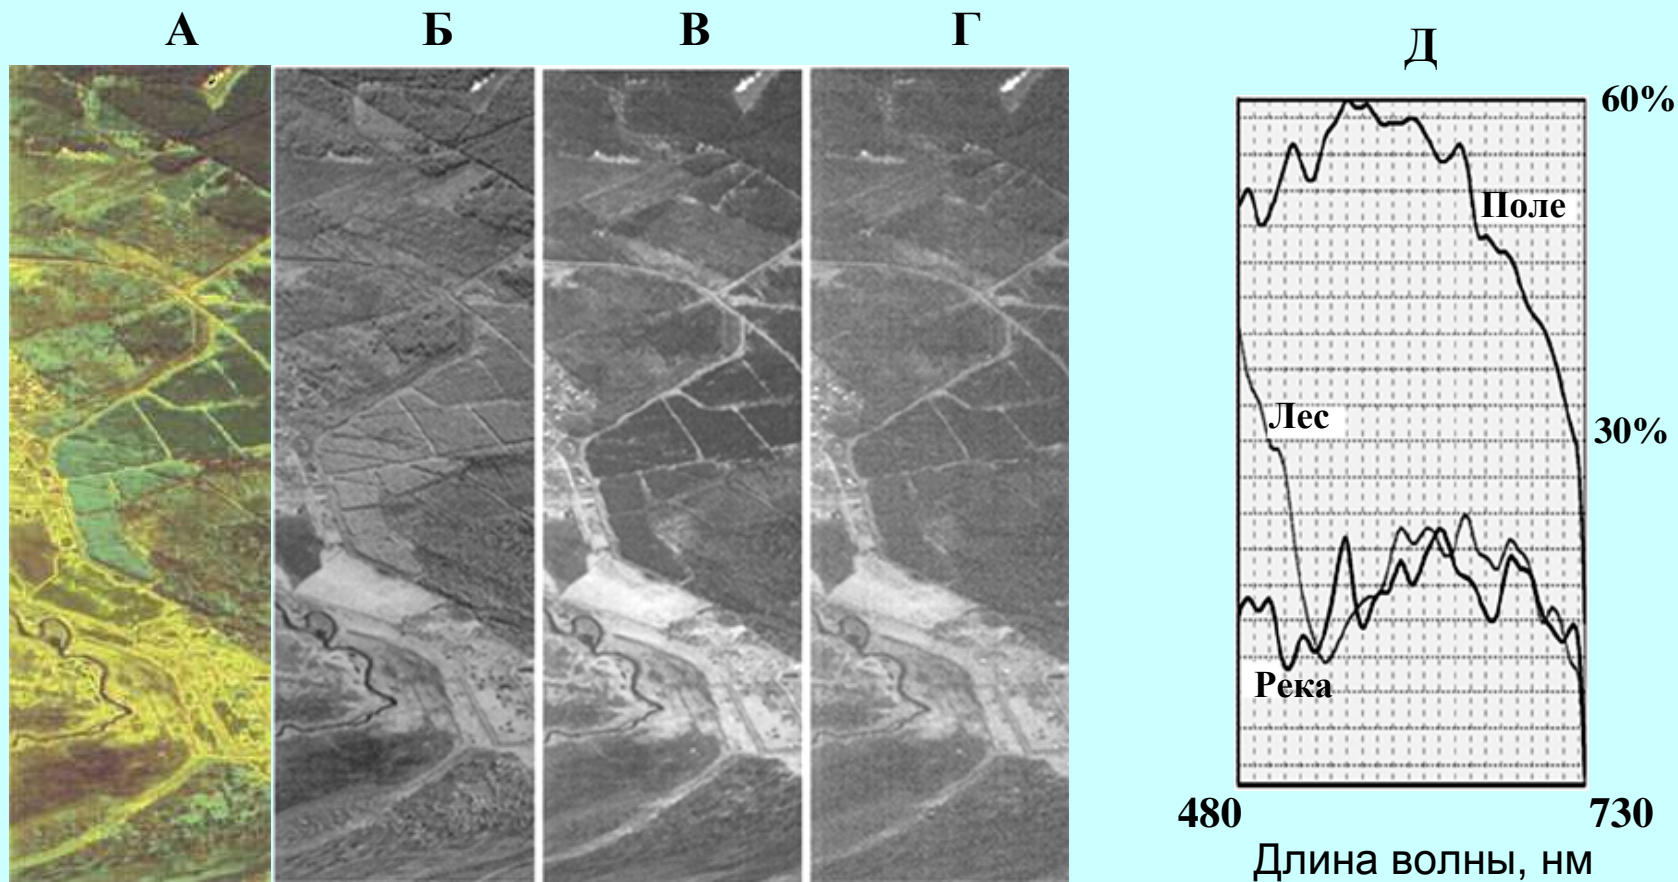 А Б В Г Д
60%
Поле
Лес
30%
Река
480 730
Длина волны, нм